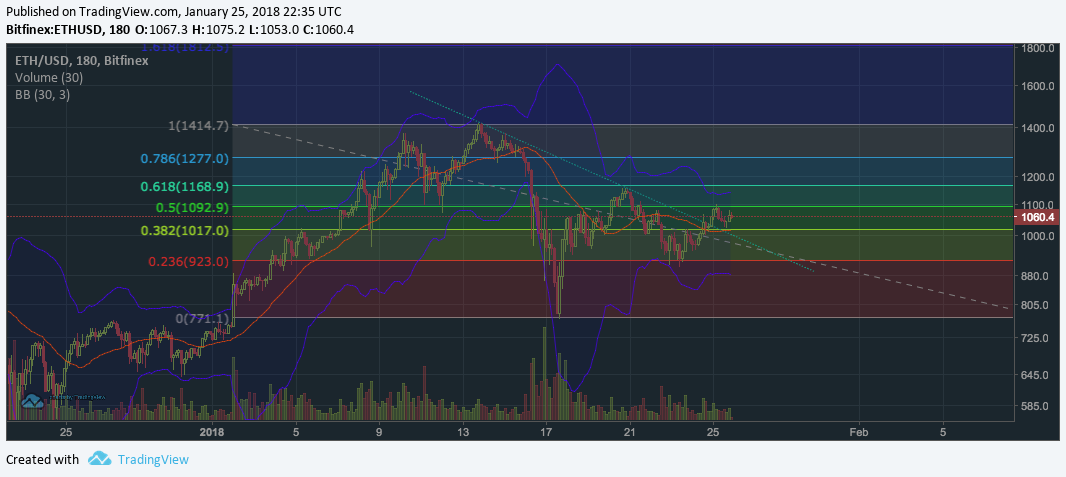 Published on TradingView.com, January 25, 2018 22:35 UTC
Bitfinex:ETHUSD, 180 O:1067.3 H:1075.2 L:1053.0 C:1060.4
1.618(1812.5)
ETH/USD, 180, Bitfinex
Volume (30)
BB (30, 3)
1(1414.7)
0.786(1277.0)
0.618(1168.9)
0.5(1092.9)
0.382(1017.0)
0.236(923.0)
0(771.1)
1800.0
1600.0
1400.0
1200.0
1100.0
1060.4
1000.0
880.0
805.0
725.0
645.0
585.0
25 2018 5 9 13 17 21 25 Feb 5
Created with TradingView